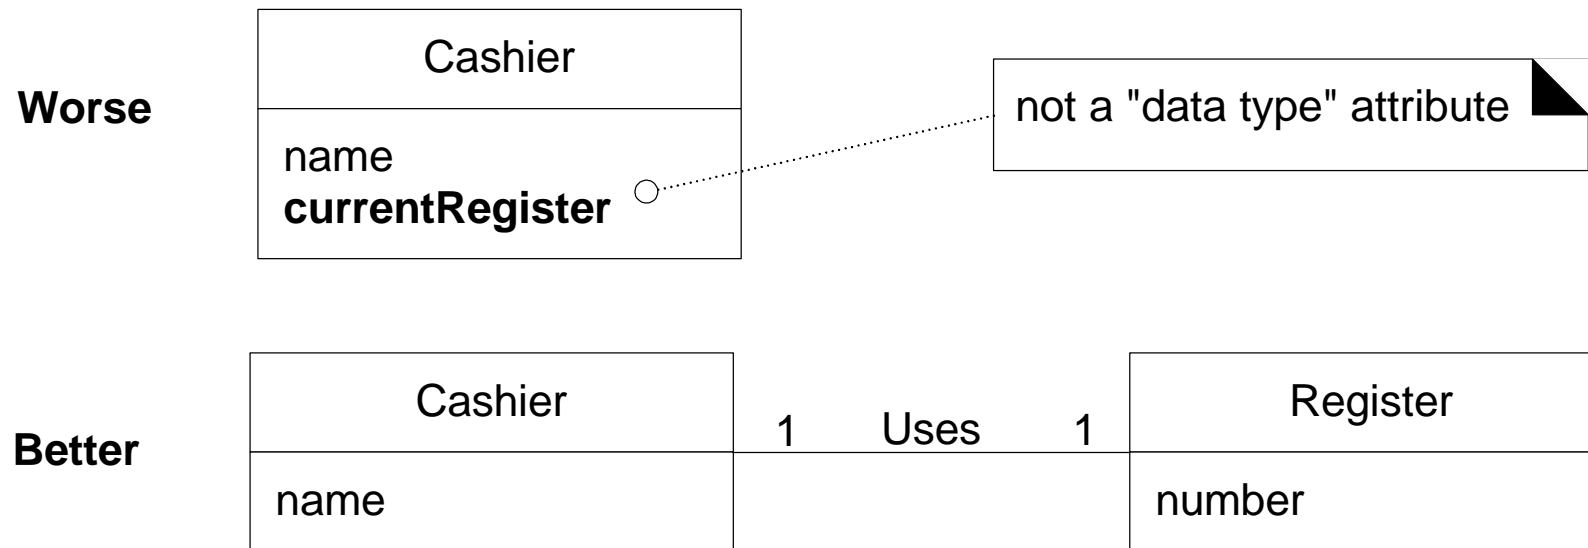 Cashier
Worse
not a "data type" attribute
name
currentRegister
Cashier
Register
1 Uses 1
Better
name
number